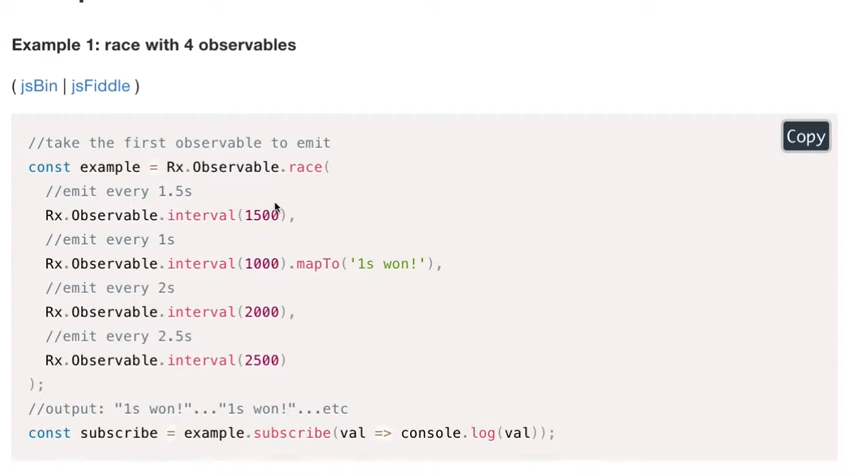 Example 1: race with 4 observables
( jsBin | jsFiddle )
Copy
//take the first observable to emit
const example = Rx.Observable.race(
  //emit every 1.5s
  Rx.Observable.interval(1500),
  //emit every 1s
  Rx.Observable.interval(1000).mapTo('1s won!'),
  //emit every 2s
  Rx.Observable.interval(2000),
  //emit every 2.5s
  Rx.Observable.interval(2500)
);
//output: "1s won!"..."1s won!"...etc
const subscribe = example.subscribe(val => console.log(val));